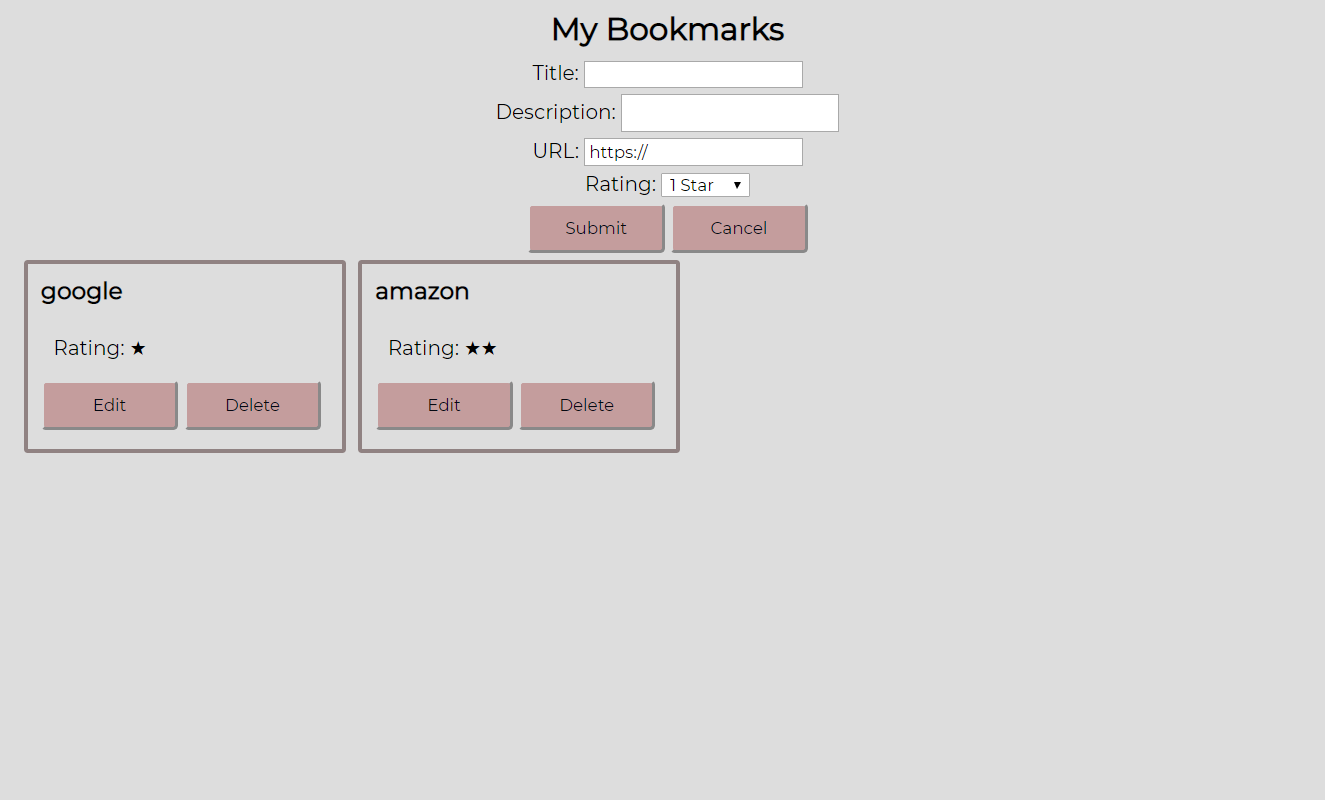 My Bookmarks
Title:
Description:
URL: https://
Rating: 1 Star ▼
Submit Cancel
google amazon
Rating: ★ Rating: ★★
Edit Delete Edit Delete